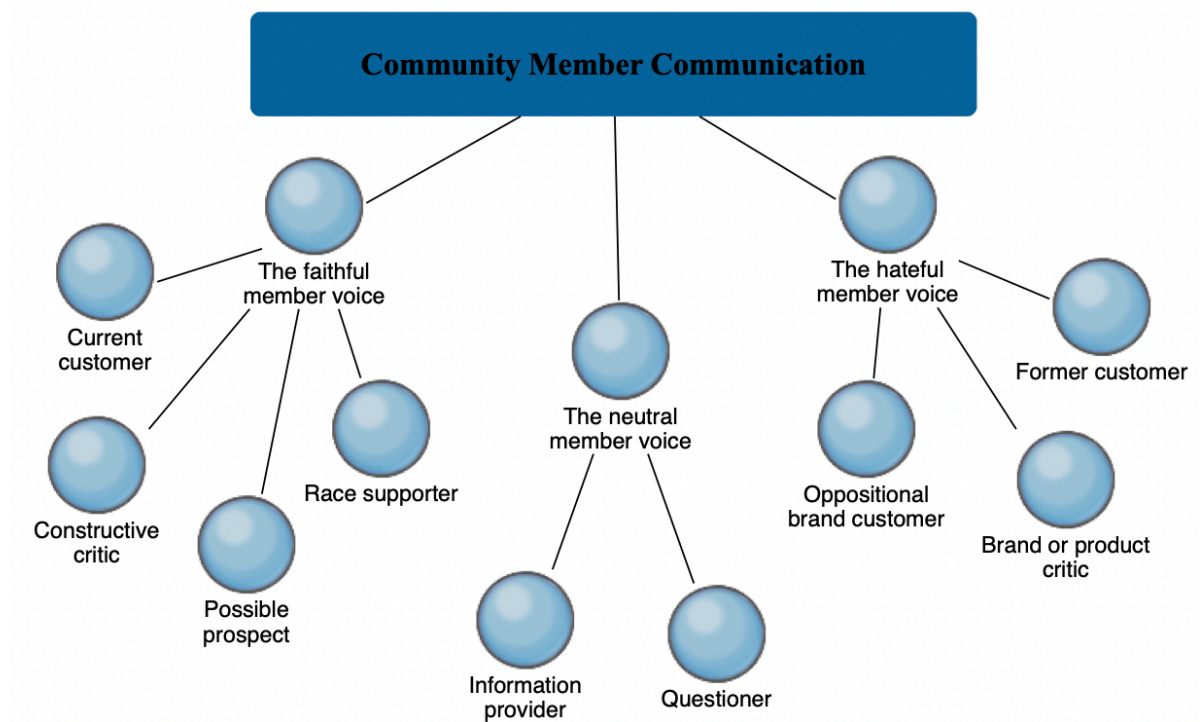 Community Member Communication
The faithful
member voice
The hateful
member voice
Current
customer
Former customer
The neutral
member voice
Race supporter
Oppositional
brand customer
Constructive
critic
Brand or product
critic
Possible
prospect
Information
provider
Questioner